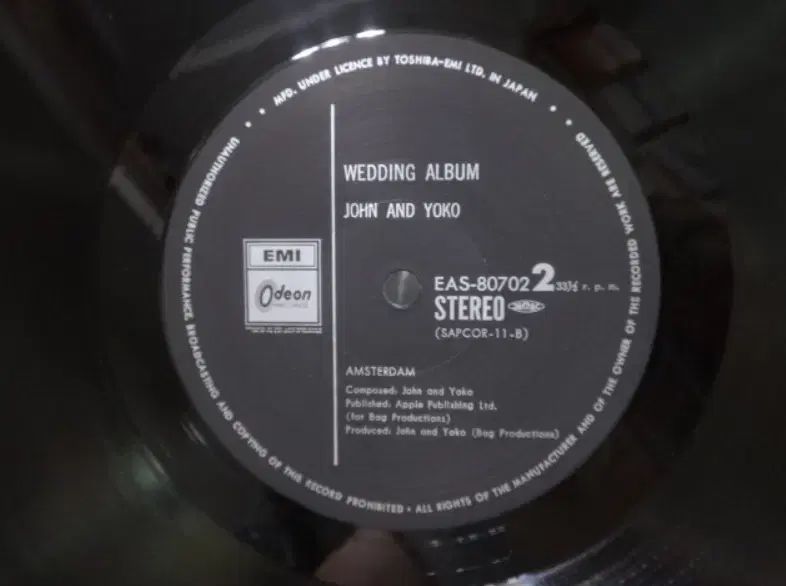 MFD. UNDER LICENCE BY TOSHIBA-EMI LTD. IN JAPAN
WEDDING ALBUM
JOHN AND YOKO
EMI
Odeon
EAS-80702 2 33⅓ r. p. m.
STEREO
(SAPCOR-11-B)
AMSTERDAM
Composed: John and Yoko
Published: Apple Publishing Ltd.
(for Bag Productions)
Produced: John and Yoko (Bag Productions)
UNAUTHORIZED PUBLIC PERFORMANCE, BROADCASTING AND COPYING OF THIS RECORD PROHIBITED • ALL RIGHTS OF THE MANUFACTURER AND OF THE OWNER OF THE RECORDED WORK ARE RESERVED